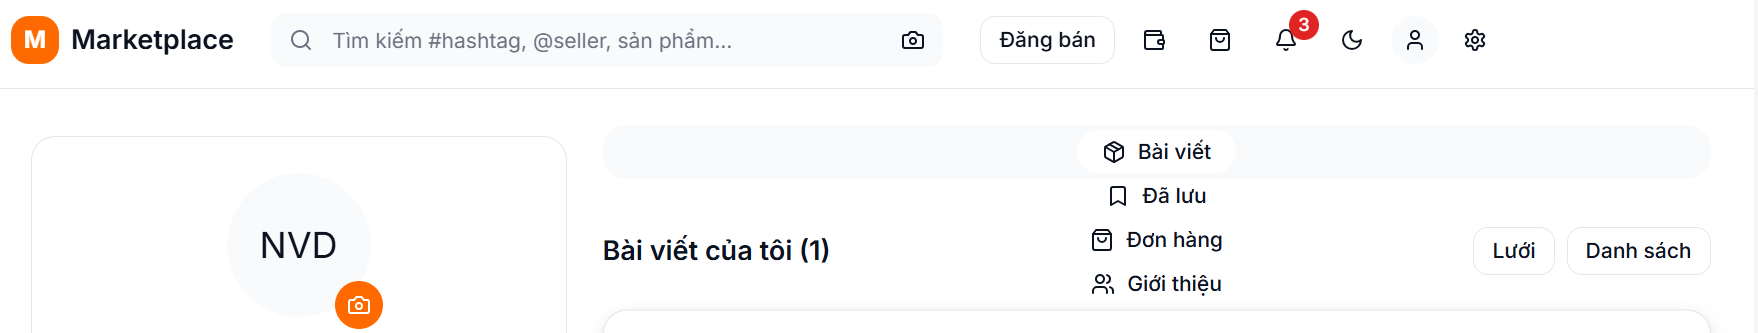 M Marketplace Tìm kiếm #hashtag, @seller, sản phẩm... Đăng bán 3
Bài viết
Đã lưu
NVD
Đơn hàng
Bài viết của tôi (1) Lưới Danh sách
Giới thiệu